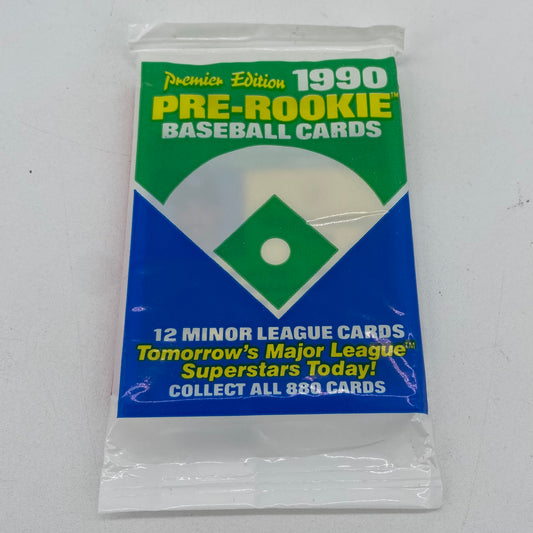 Premier Edition 1990
PRE-ROOKIE™
BASEBALL CARDS
12 MINOR LEAGUE CARDS
Tomorrow's Major League™
Superstars Today!
COLLECT ALL 880 CARDS